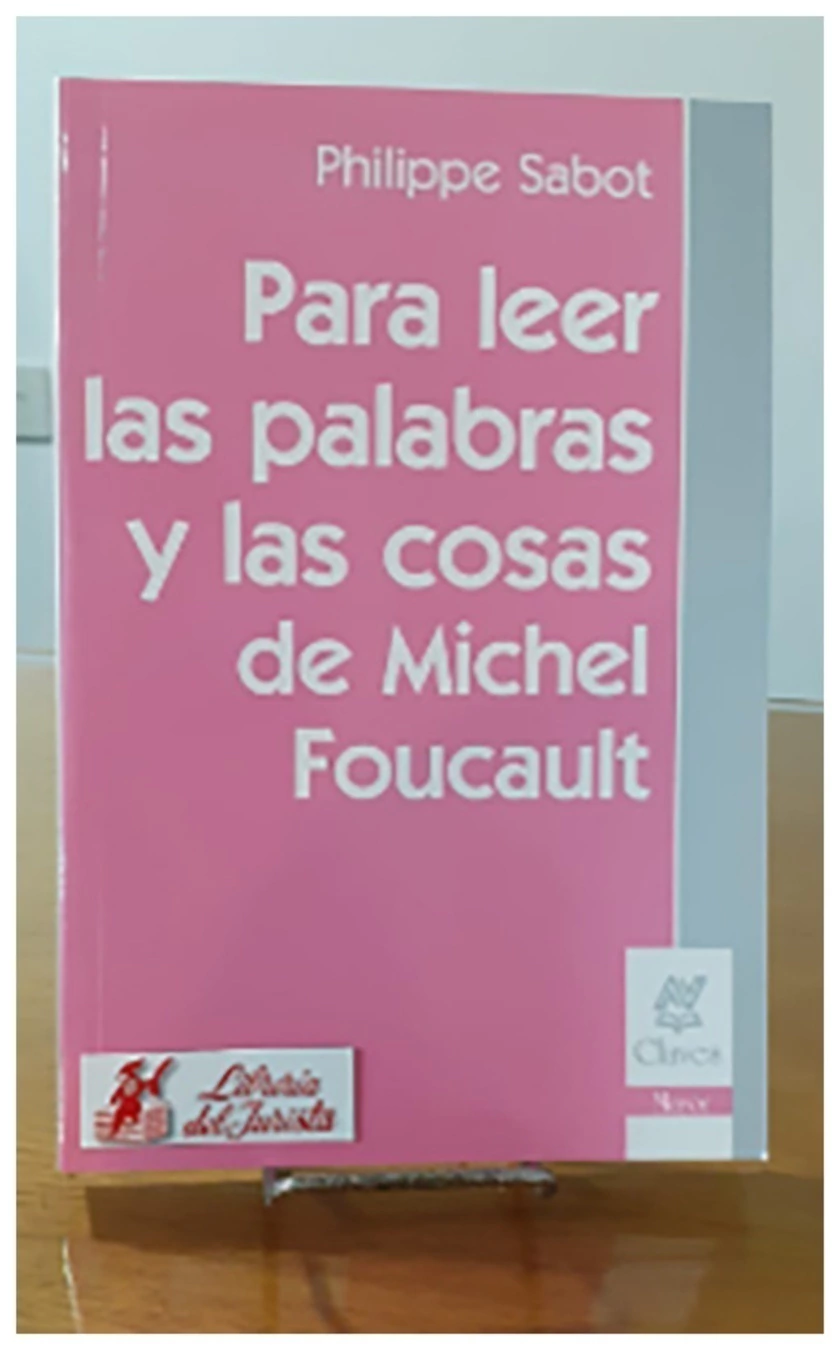 Philippe Sabot
Para leer
las palabras
y las cosas
de Michel
Foucault
Claves
Librería
del Jurista